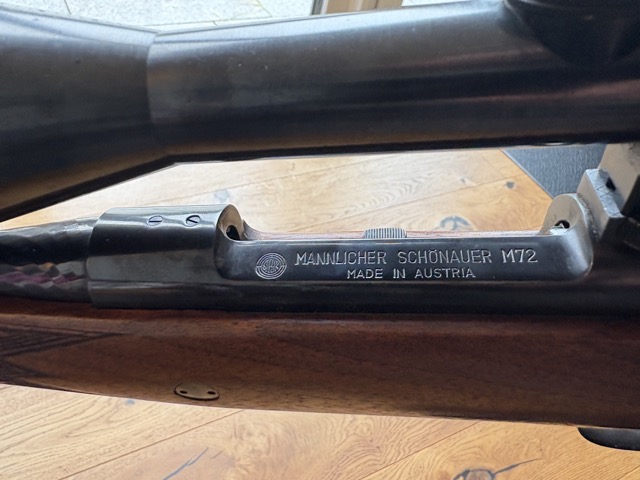 MANNLICHER SCHÖNAUER M72
MADE IN AUSTRIA